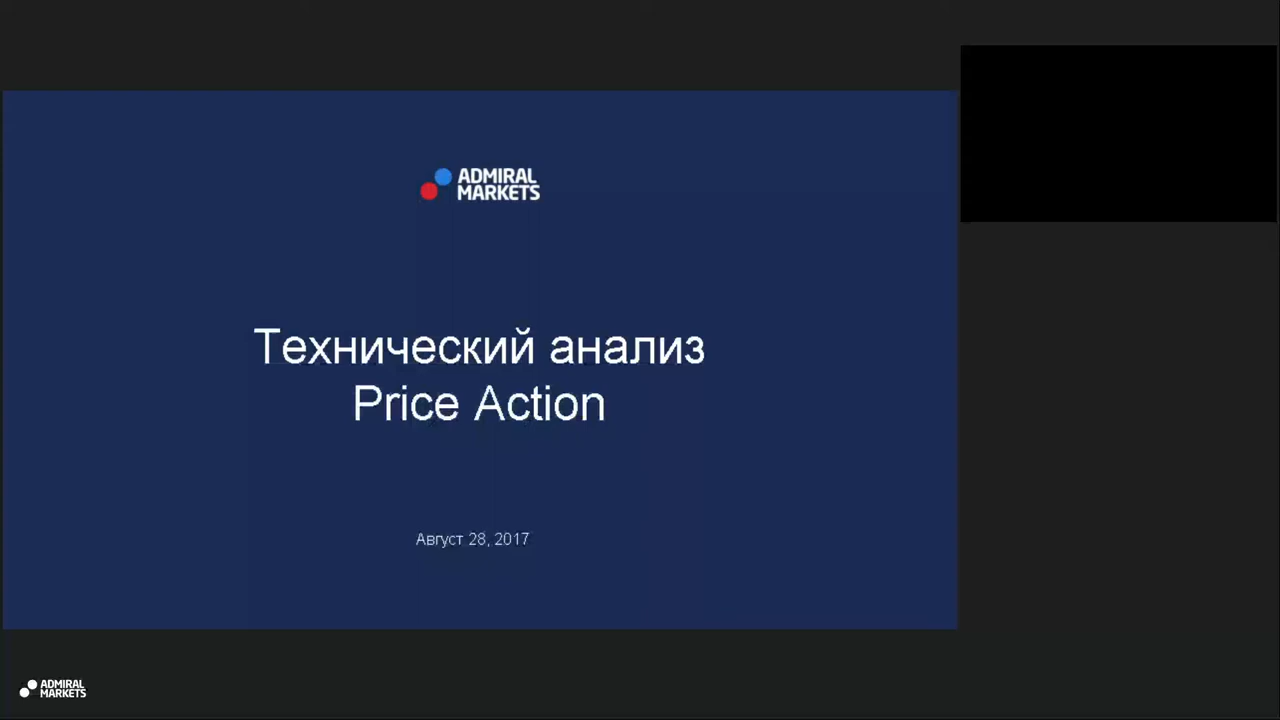 ADMIRAL
MARKETS
Технический анализ
Price Action
Август 28, 2017
ADMIRAL
MARKETS